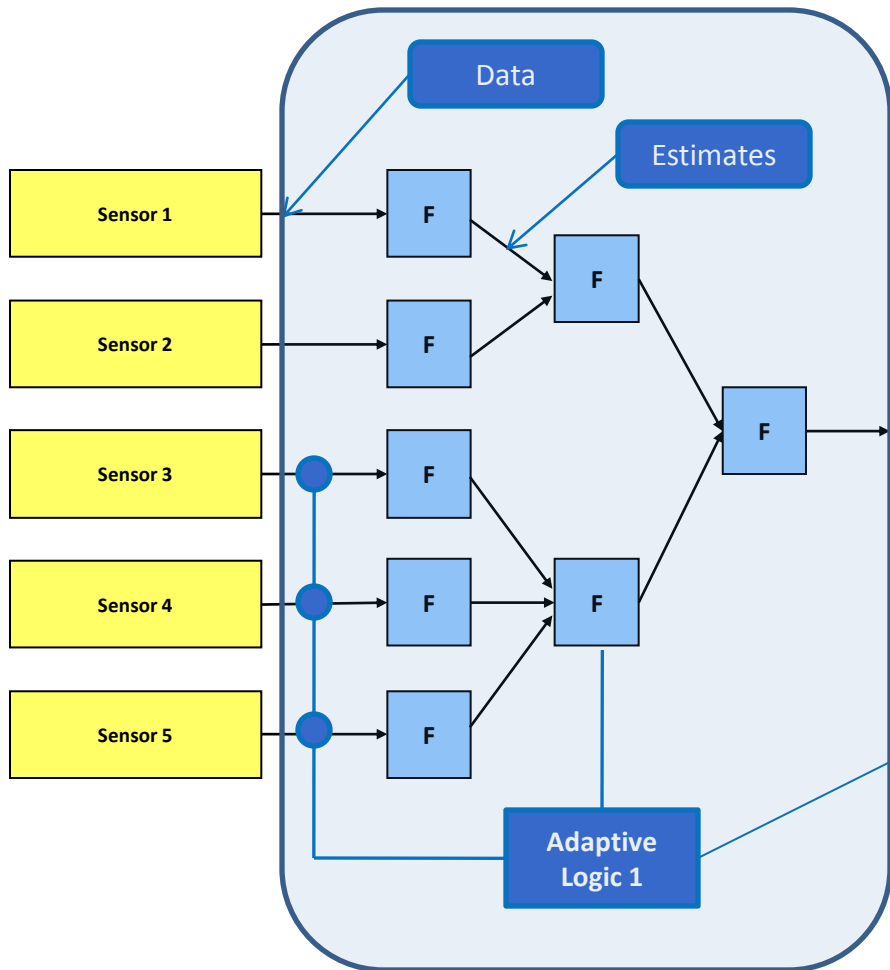 Data
Estimates
Sensor 1
F
F
Sensor 2
F
F
Sensor 3
F
Sensor 4
F
F
Sensor 5
F
Adaptive
Logic 1